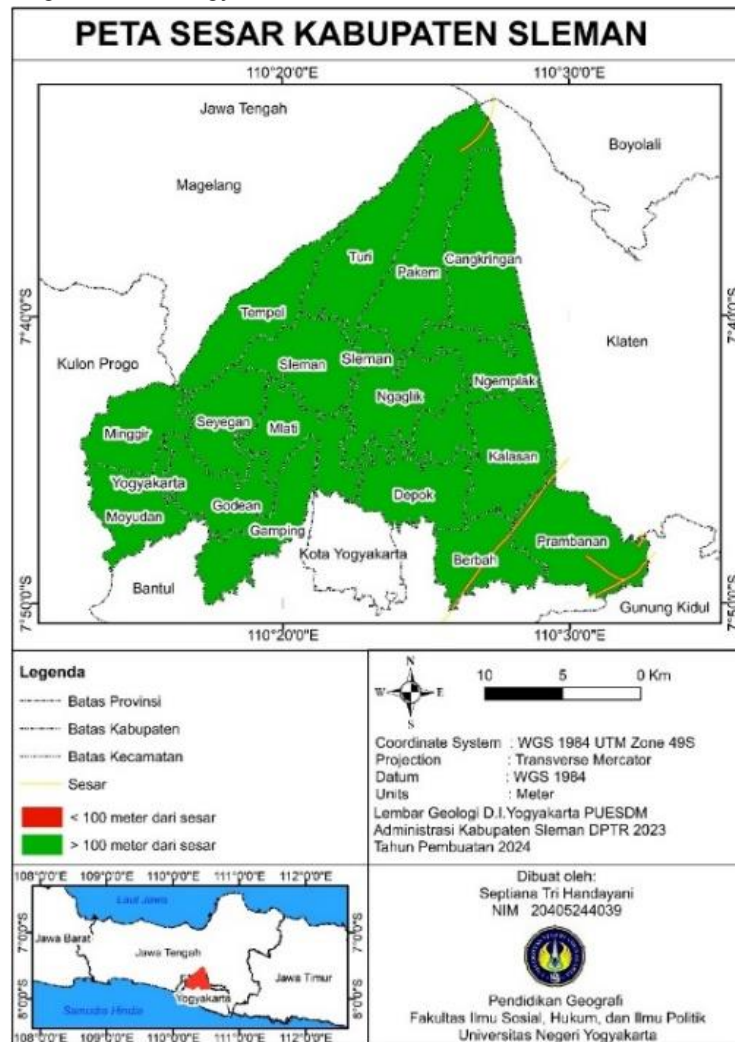 PETA SESAR KABUPATEN SLEMAN
110°20'0"E 110°30'0"E
Jawa Tengah
Boyolali
Magelang
Turi
Pakem
Cangkringan
7°40'0"S
7°40'0"S
Tempel
Klaten
Kulon Progo
Sleman
Sleman
Ngemplak
Ngaglik
Seyegan
Mlati
Minggir
Kalasan
Yogyakarta
Godean
Depok
Moyudan
Gamping
Kota Yogyakarta
Berbah
Prambanan
Bantul
Gunung Kidul
7°50'0"S
7°50'0"S
110°20'0"E 110°30'0"E
Legenda
Batas Provinsi
Batas Kabupaten
Batas Kecamatan
Sesar
< 100 meter dari sesar
> 100 meter dari sesar
N
W E
S
10 5 0 Km
Coordinate System : WGS 1984 UTM Zone 49S
Projection : Transverse Mercator
Datum : WGS 1984
Units : Meter
Lembar Geologi D.I.Yogyakarta PUESDM
Administrasi Kabupaten Sleman DPTR 2023
Tahun Pembuatan 2024
108°0'0"E 109°0'0"E 110°0'0"E 111°0'0"E 112°0'0"E
Laut Jawa
7°0'0"S
7°0'0"S
Jawa Barat
Jawa Tengah
Jawa Timur
Yogyakarta
8°0'0"S
8°0'0"S
Samudra Hindia
108°0'0"E 109°0'0"E 110°0'0"E 111°0'0"E 112°0'0"E
Dibuat oleh:
Septiana Tri Handayani
NIM 20405244039
Pendidikan Geografi
Fakultas Ilmu Sosial, Hukum, dan Ilmu Politik
Universitas Negeri Yogyakarta